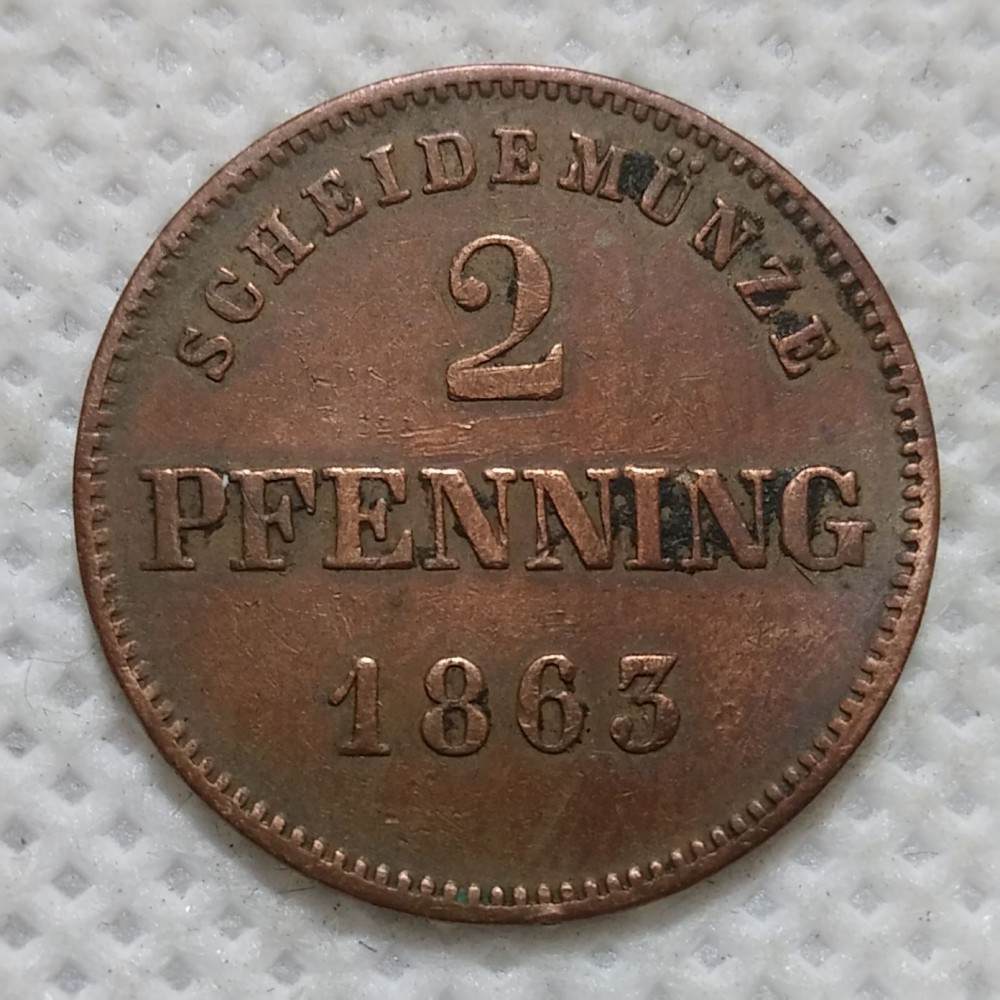 SCHEIDEMÜNZE
2
PFENNING
1863